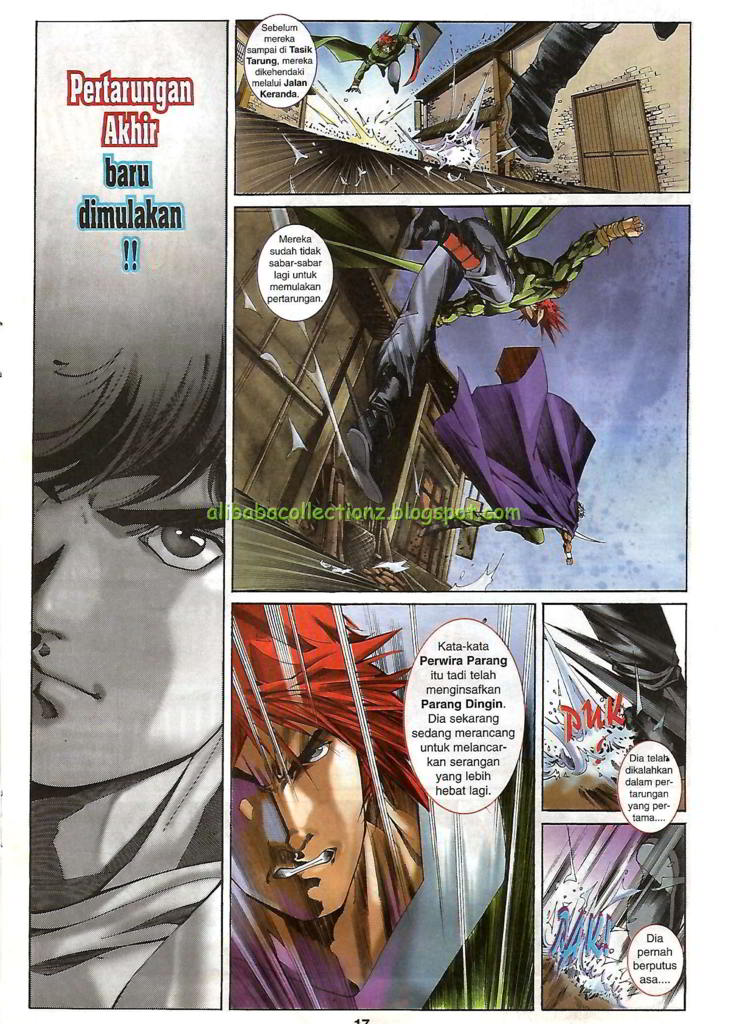 Pertarungan
Akhir
baru
dimulakan
!!
Sebelum
mereka
sampai di Tasik
Tarung, mereka
dikehendaki
melalui Jalan
Keranda.
Mereka
sudah tidak
sabar-sabar
lagi untuk
memulakan
pertarungan.
alibabacollectionz.blogspot.com
Kata-kata
Perwira Parang
itu tadi telah
menginsafkan
Parang Dingin.
Dia sekarang
sedang merancang
untuk melancar-
kan serangan
yang lebih
hebat lagi.
PUK
!
Dia telah
dikalahkan
dalam per-
tarungan
yang per-
tama....
PAK!
Dia
pernah
berputus
asa....
17